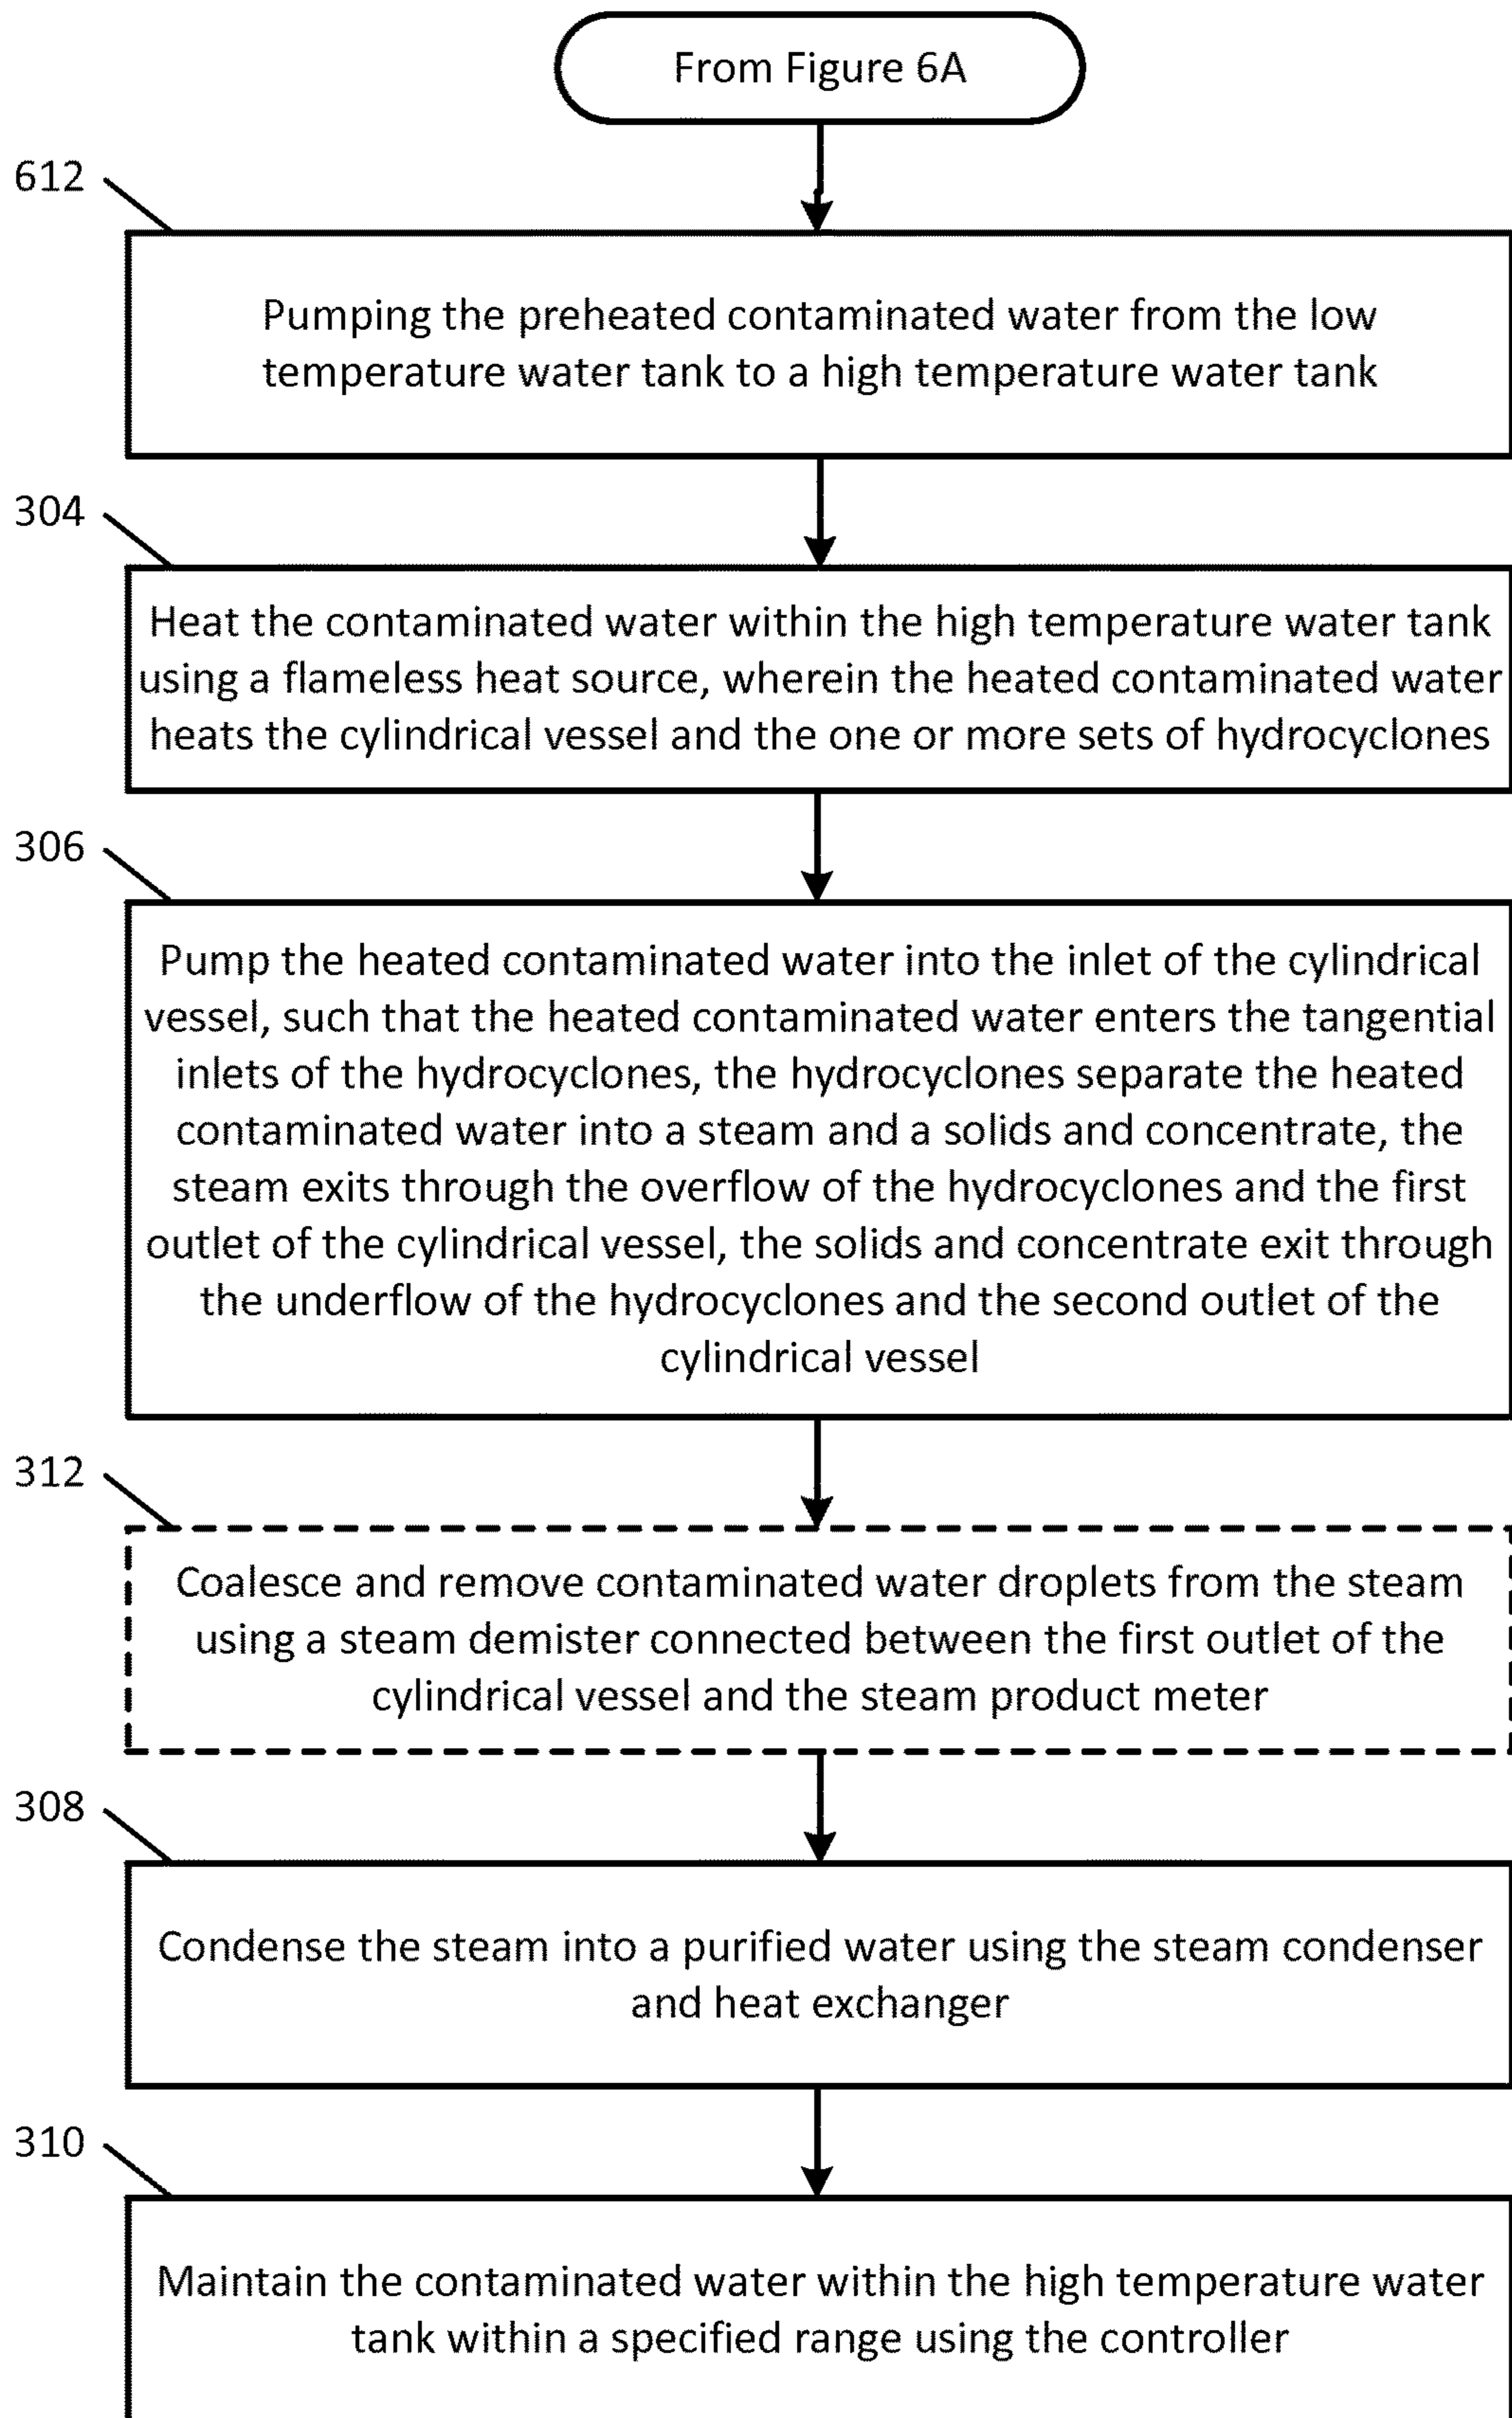 From Figure 6A
612
Pumping the preheated contaminated water from the low
temperature water tank to a high temperature water tank
304
Heat the contaminated water within the high temperature water tank
using a flameless heat source, wherein the heated contaminated water
heats the cylindrical vessel and the one or more sets of hydrocyclones
306
Pump the heated contaminated water into the inlet of the cylindrical
vessel, such that the heated contaminated water enters the tangential
inlets of the hydrocyclones, the hydrocyclones separate the heated
contaminated water into a steam and a solids and concentrate, the
steam exits through the overflow of the hydrocyclones and the first
outlet of the cylindrical vessel, the solids and concentrate exit through
the underflow of the hydrocyclones and the second outlet of the
cylindrical vessel
312
Coalesce and remove contaminated water droplets from the steam
using a steam demister connected between the first outlet of the
cylindrical vessel and the steam product meter
308
Condense the steam into a purified water using the steam condenser
and heat exchanger
310
Maintain the contaminated water within the high temperature water
tank within a specified range using the controller